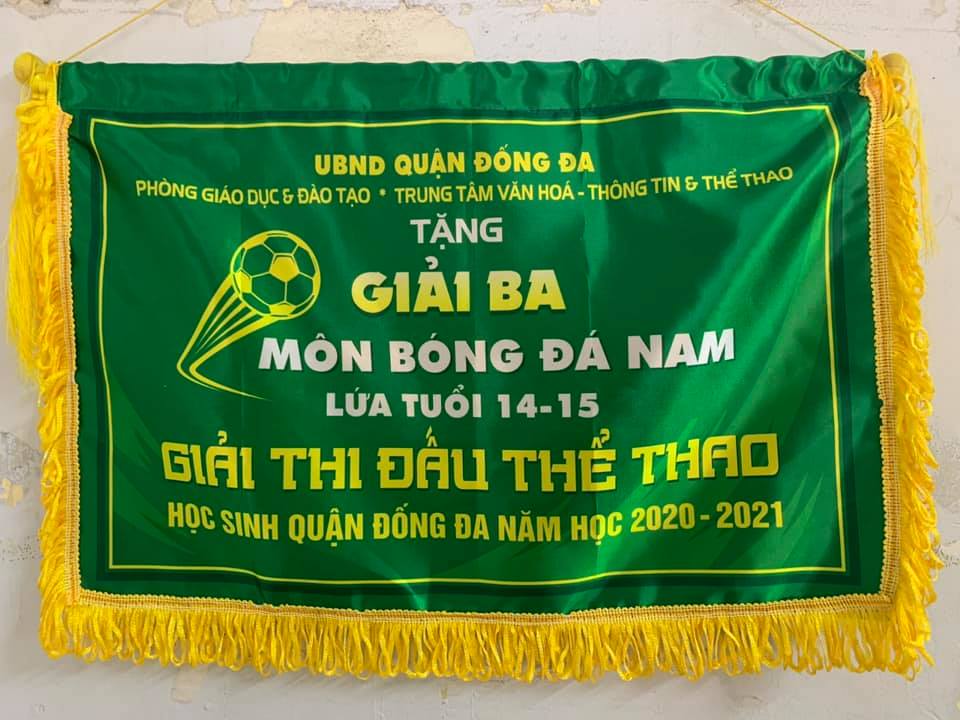 UBND QUẬN ĐỐNG ĐA
PHÒNG GIÁO DỤC & ĐÀO TẠO * TRUNG TÂM VĂN HOÁ - THÔNG TIN & THỂ THAO
TẶNG
GIẢI BA
MÔN BÓNG ĐÁ NAM
LỨA TUỔI 14-15
GIẢI THI ĐẤU THỂ THAO
HỌC SINH QUẬN ĐỐNG ĐA NĂM HỌC 2020 - 2021